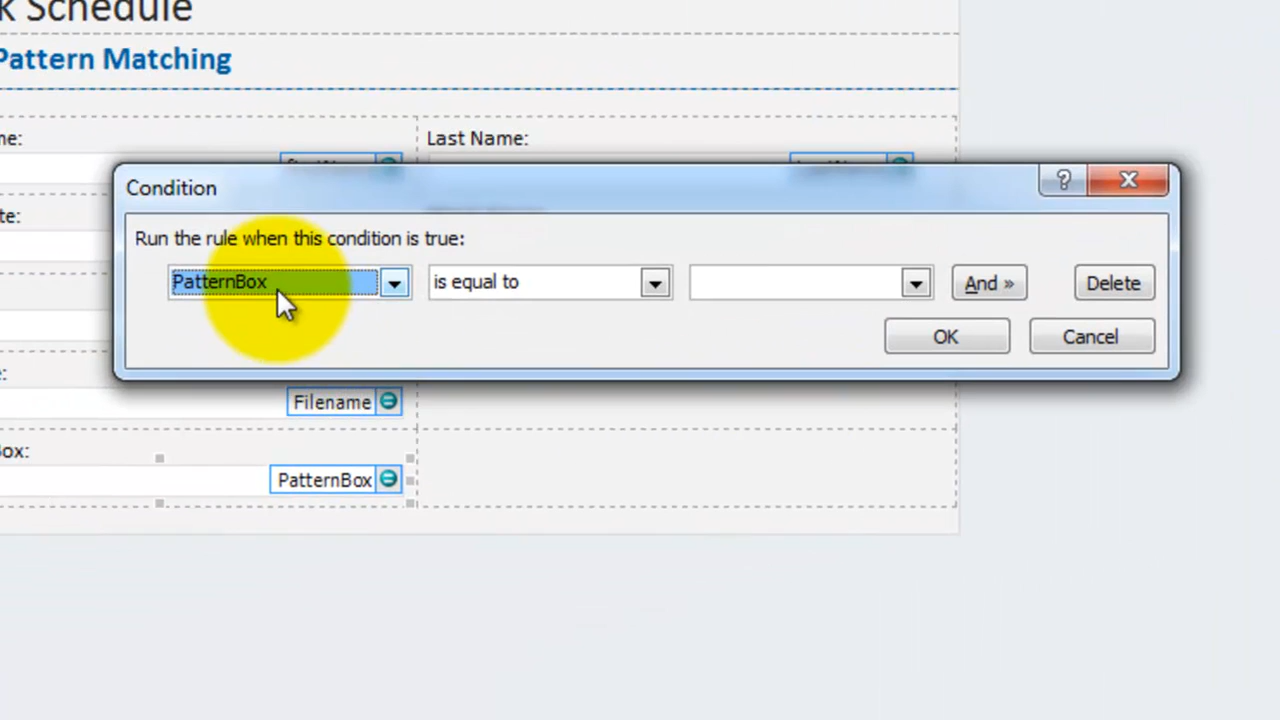 k Schedule
Pattern Matching
me:
Last Name:
Condition
?
Run the rule when this condition is true:
PatternBox
is equal to
And »
Delete
OK
Cancel
te:
e:
Filename
Box:
PatternBox